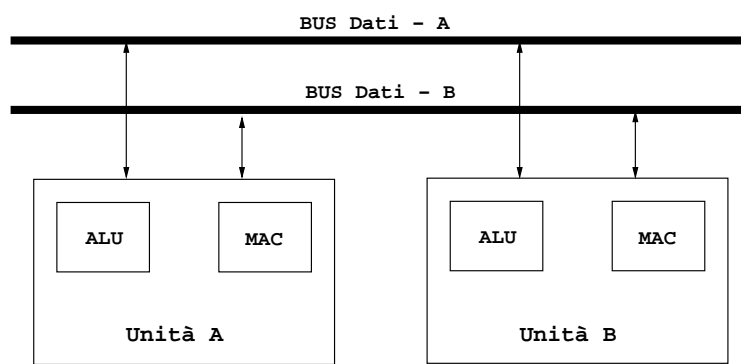 BUS Dati – A
BUS Dati – B
ALU MAC ALU MAC
Unità A Unità B